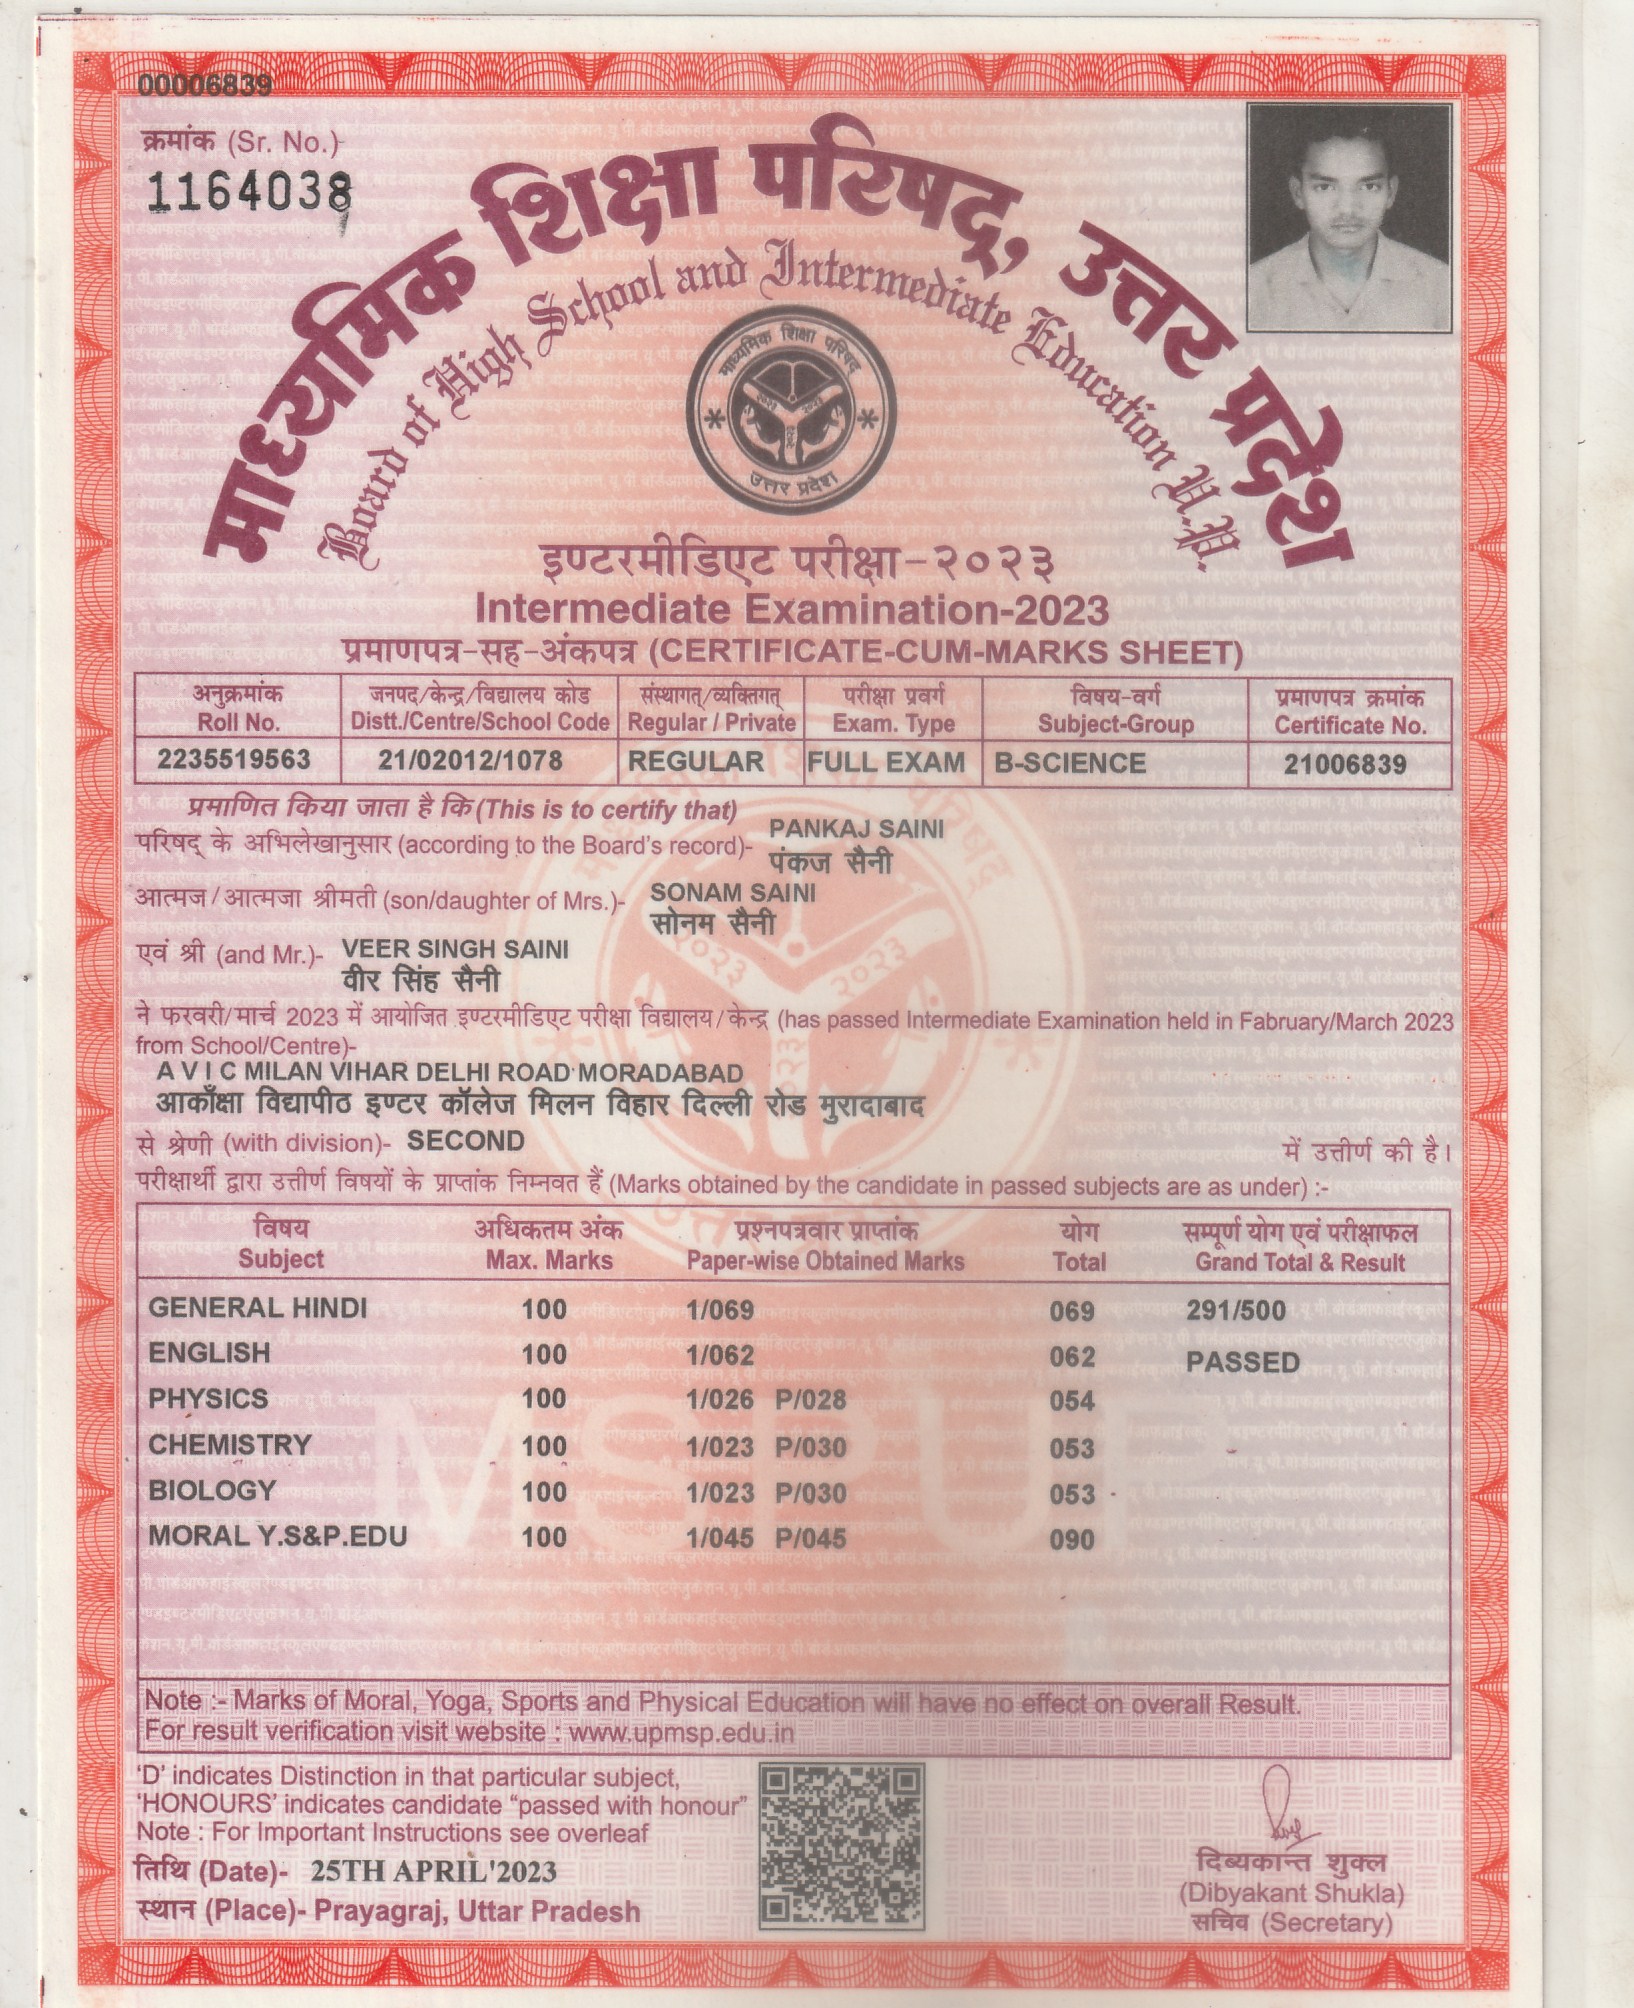 00006839
क्रमांक (Sr. No.)-
1164038
माध्यमिक शिक्षा परिषद्, उत्तर प्रदेश
Board of High School and Intermediate Education U.P.
माध्यमिक शिक्षा परिषद
उत्तर प्रदेश
इण्टरमीडिएट परीक्षा-२०२३
Intermediate Examination-2023
प्रमाणपत्र-सह-अंकपत्र (CERTIFICATE-CUM-MARKS SHEET)
अनुक्रमांक जनपद/केन्द्र/विद्यालय कोड संस्थागत्/व्यक्तिगत् परीक्षा प्रवर्ग विषय-वर्ग प्रमाणपत्र क्रमांक
Roll No. Distt./Centre/School Code Regular / Private Exam. Type Subject-Group Certificate No.
2235519563 21/02012/1078 REGULAR FULL EXAM B-SCIENCE 21006839
प्रमाणित किया जाता है कि (This is to certify that)
PANKAJ SAINI
परिषद् के अभिलेखानुसार (according to the Board's record)-
पंकज सैनी
आत्मज/आत्मजा श्रीमती (son/daughter of Mrs.)- SONAM SAINI
सोनम सैनी
एवं श्री (and Mr.)- VEER SINGH SAINI
वीर सिंह सैनी
ने फरवरी/मार्च 2023 में आयोजित इण्टरमीडिएट परीक्षा विद्यालय/केन्द्र (has passed Intermediate Examination held in Fabruary/March 2023
from School/Centre)-
A V I C MILAN VIHAR DELHI ROAD MORADABAD
आकाँक्षा विद्यापीठ इण्टर कॉलेज मिलन विहार दिल्ली रोड मुरादाबाद
से श्रेणी (with division)- SECOND में उत्तीर्ण की है।
परीक्षार्थी द्वारा उत्तीर्ण विषयों के प्राप्तांक निम्नवत हैं (Marks obtained by the candidate in passed subjects are as under) :-
विषय अधिकतम अंक प्रश्नपत्रवार प्राप्तांक योग सम्पूर्ण योग एवं परीक्षाफल
Subject Max. Marks Paper-wise Obtained Marks Total Grand Total & Result
GENERAL HINDI 100 1/069 069 291/500
ENGLISH 100 1/062 062 PASSED
PHYSICS 100 1/026 P/028 054
CHEMISTRY 100 1/023 P/030 053
BIOLOGY 100 1/023 P/030 053
MORAL Y.S&P.EDU 100 1/045 P/045 090
MSPUP
Note :- Marks of Moral, Yoga, Sports and Physical Education will have no effect on overall Result.
For result verification visit website : www.upmsp.edu.in
'D' indicates Distinction in that particular subject,
'HONOURS' indicates candidate "passed with honour"
Note : For Important Instructions see overleaf
तिथि (Date)- 25TH APRIL'2023
स्थान (Place)- Prayagraj, Uttar Pradesh
दिब्यकान्त शुक्ल
(Dibyakant Shukla)
सचिव (Secretary)